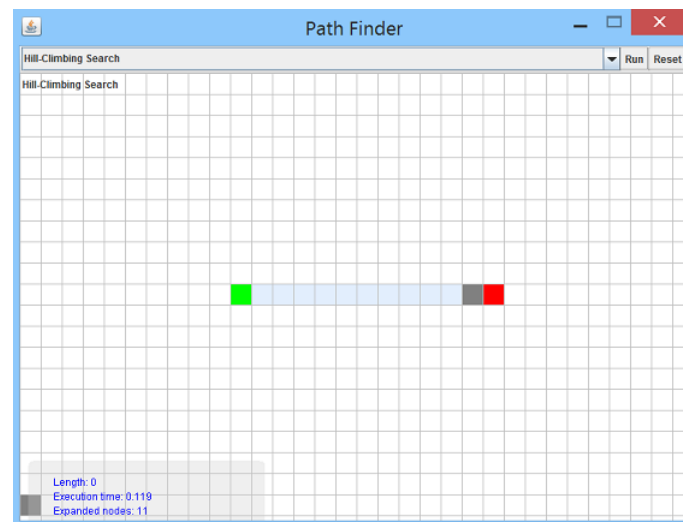 Path Finder
Hill-Climbing Search
Run
Reset
Hill-Climbing Search
Length: 0
Execution time: 0.119
Expanded nodes: 11